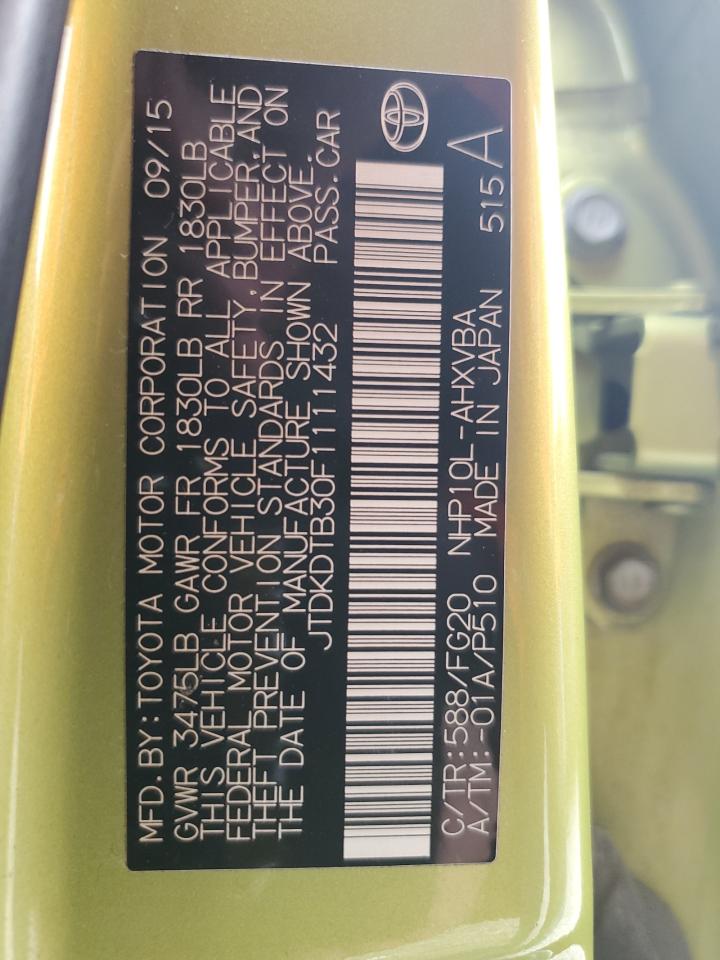 MFD.BY:TOYOTA MOTOR CORPORATION 09/15
GVWR 3475LB GAWR FR 1830LB RR 1830LB
THIS VEHICLE CONFORMS TO ALL APPLICABLE
FEDERAL MOTOR VEHICLE SAFETY,BUMPER,AND
THEFT PREVENTION STANDARDS IN EFFECT ON
THE DATE OF MANUFACTURE SHOWN ABOVE.
JTDKDTB30F1111432 PASS.CAR
C/TR:588/FG20 NHP10L-AHXVBA
A/TM:-01A/P510 MADE IN JAPAN 515A